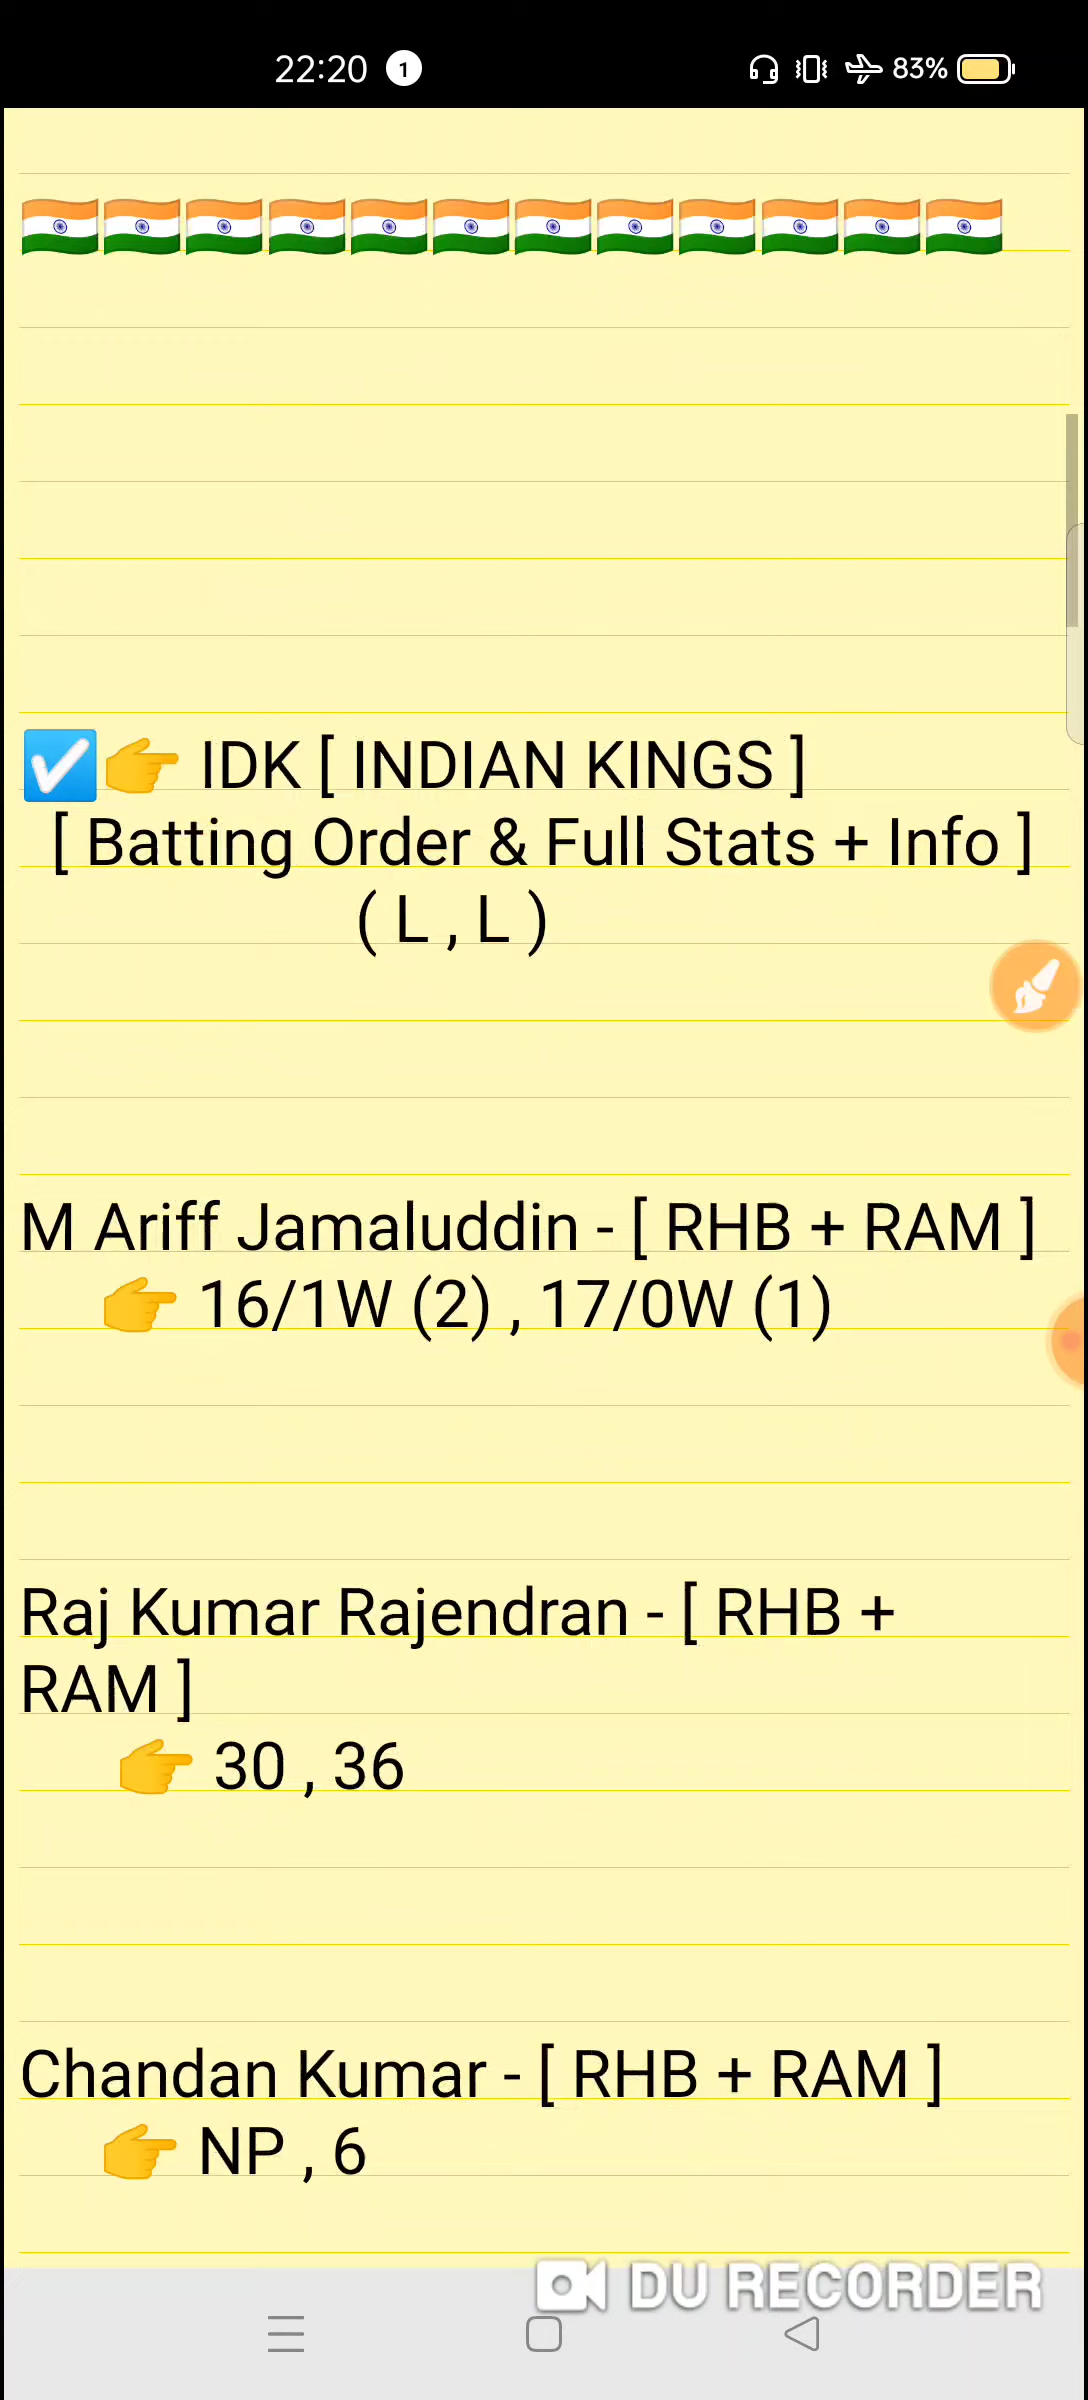 22:20 1 83%
🇮🇳🇮🇳🇮🇳🇮🇳🇮🇳🇮🇳🇮🇳🇮🇳🇮🇳🇮🇳🇮🇳🇮🇳
☑👉 IDK [ INDIAN KINGS ]
[ Batting Order & Full Stats + Info ]
( L , L )
M Ariff Jamaluddin - [ RHB + RAM ]
👉 16/1W (2) , 17/0W (1)
Raj Kumar Rajendran - [ RHB +
RAM ]
👉 30 , 36
Chandan Kumar - [ RHB + RAM ]
👉 NP , 6
DU RECORDER